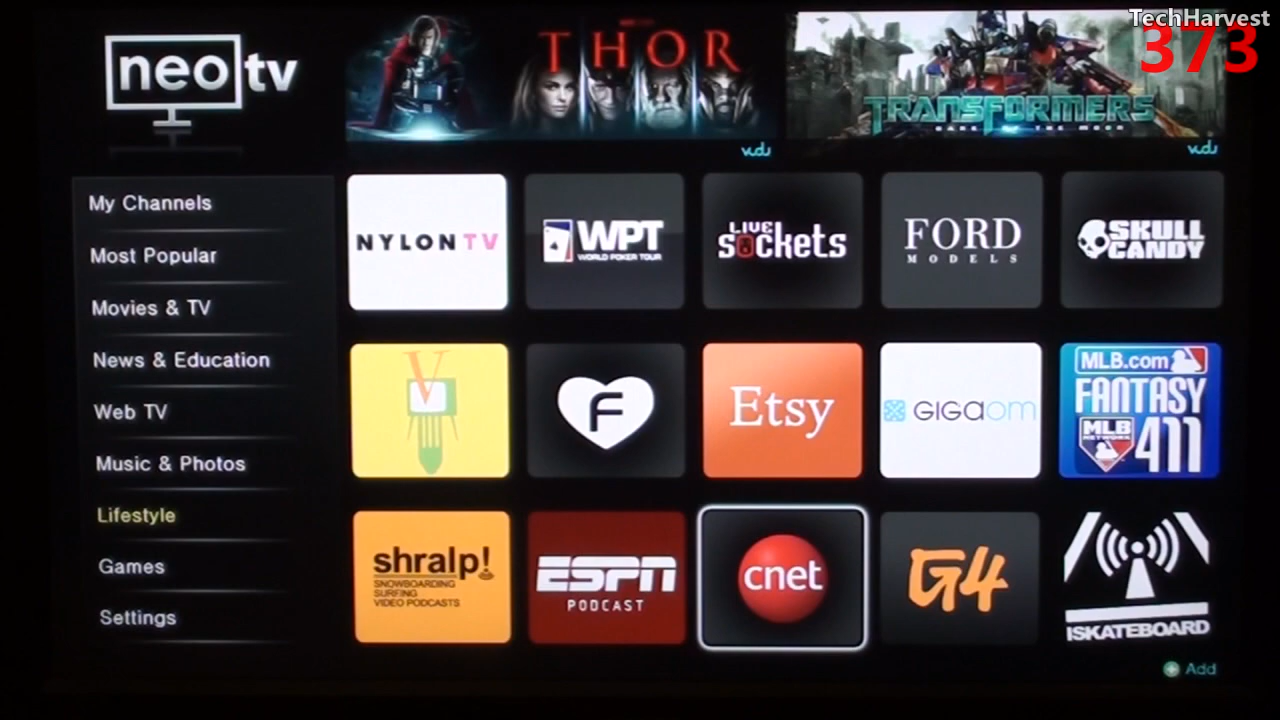 TechHarvest
373
neo tv
THOR
TRANSFORMERS
DARK OF THE MOON
vudu
vudu
My Channels
Most Popular
Movies & TV
News & Education
Web TV
Music & Photos
Lifestyle
Games
Settings
NYLON TV
WPT
WORLD POKER TOUR
LIVE
SOCKETS
FORD
MODELS
SKULL
CANDY
V
F
Etsy
GIGAOM
MLB.com
FANTASY
MLB
NETWORK
411
shralp!
SNOWBOARDING
SURFING
VIDEO PODCASTS
ESPN
PODCAST
cnet
G4
ISKATEBOARD
Add